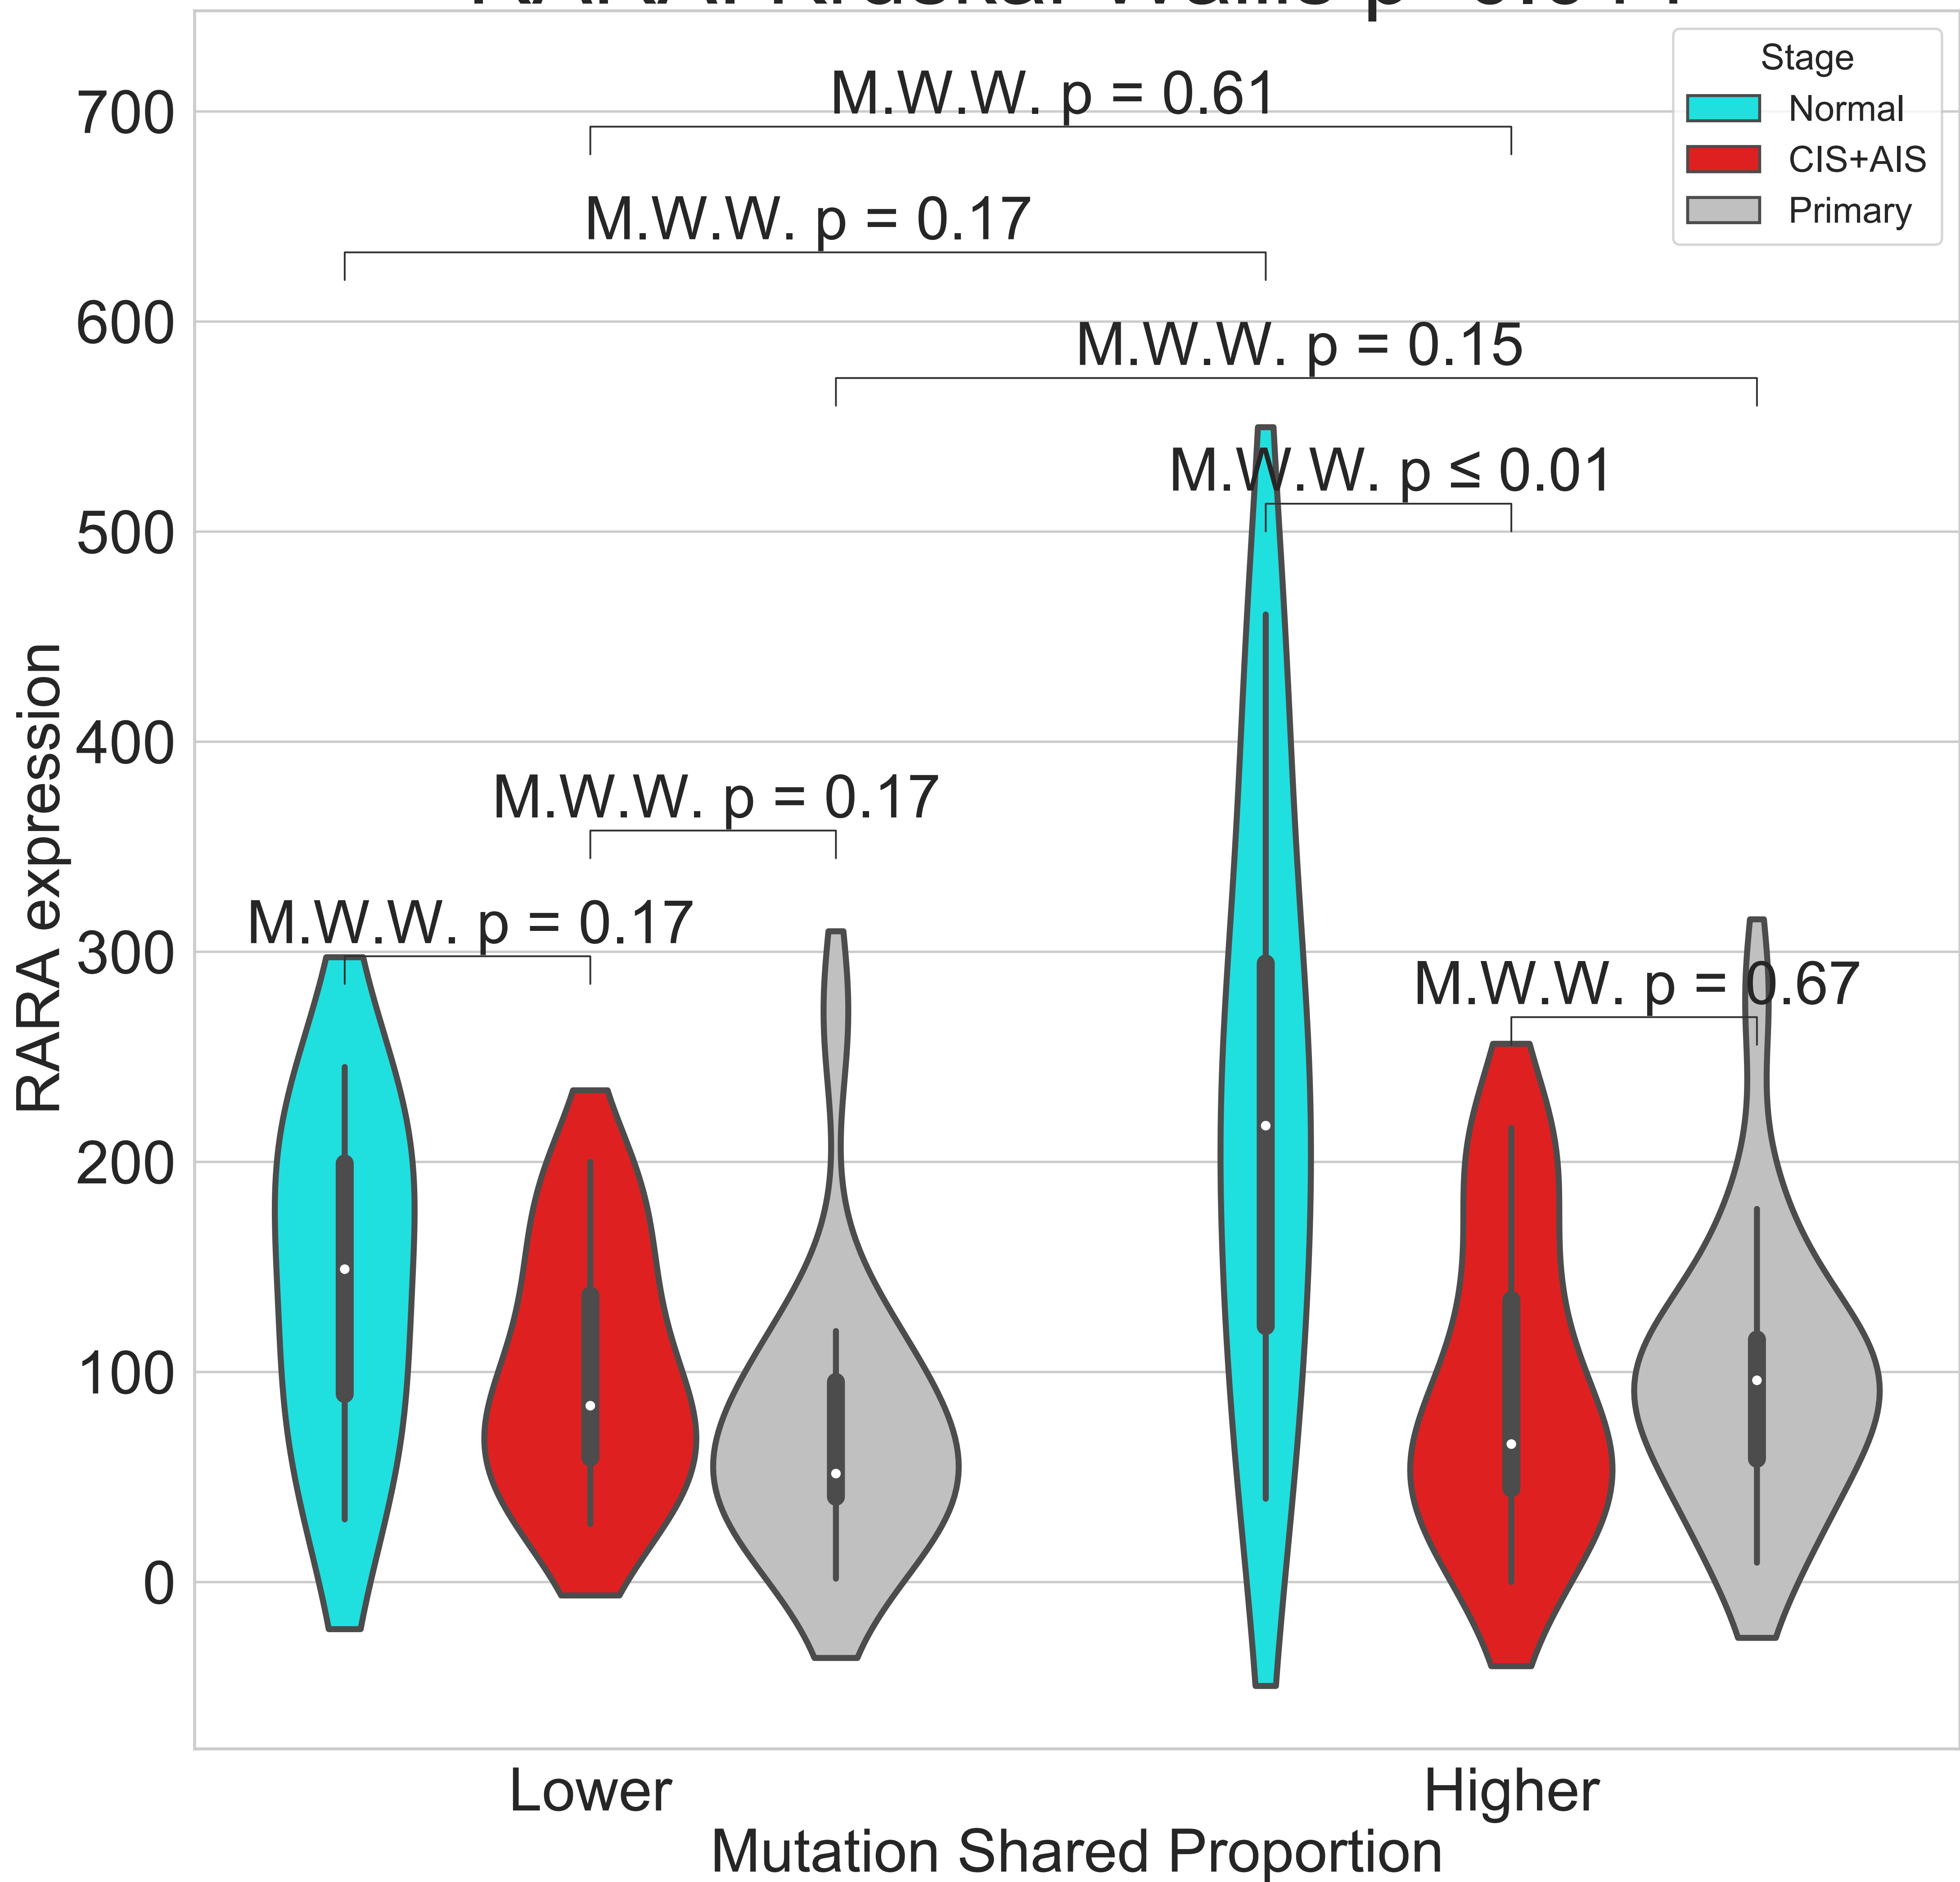 Stage
Normal
CIS+AIS
Primary
700
600
500
400
300
200
100
0
RARA expression
M.W.W. p = 0.61
M.W.W. p = 0.17
M.W.W. p = 0.15
M.W.W. p ≤ 0.01
M.W.W. p = 0.17
M.W.W. p = 0.17
M.W.W. p = 0.67
Lower
Higher
Mutation Shared Proportion